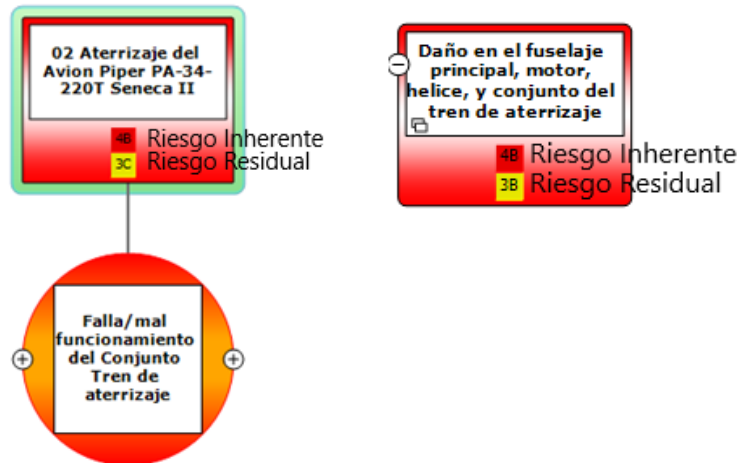 02 Aterrizaje del
Avion Piper PA-34-
220T Seneca II
4B Riesgo Inherente
3C Riesgo Residual
Daño en el fuselaje
principal, motor,
helice, y conjunto del
tren de aterrizaje
4B Riesgo Inherente
3B Riesgo Residual
Falla/mal
funcionamiento
del Conjunto
Tren de
aterrizaje